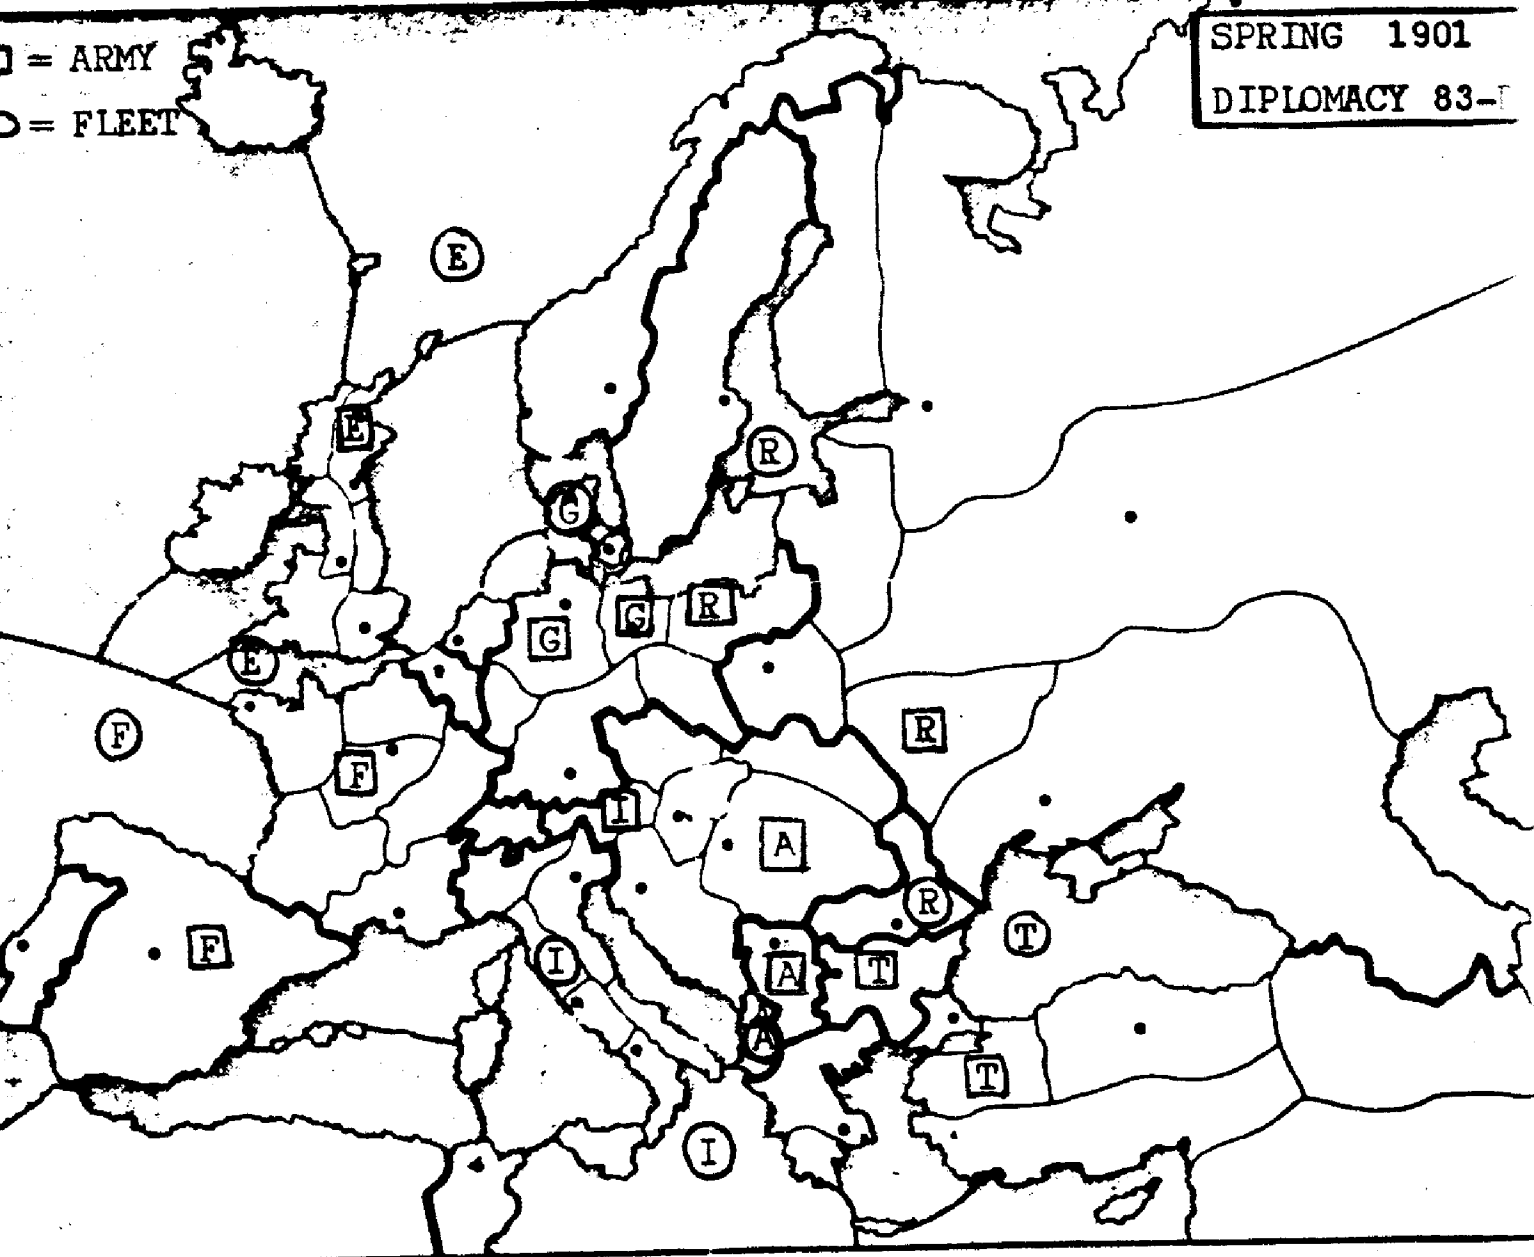 = ARMY
= FLEET
SPRING 1901
DIPLOMACY 83-
E
E
R
G
G
G
R
E
F
R
F
I
A
R
F
I
A
T
T
A
T
I